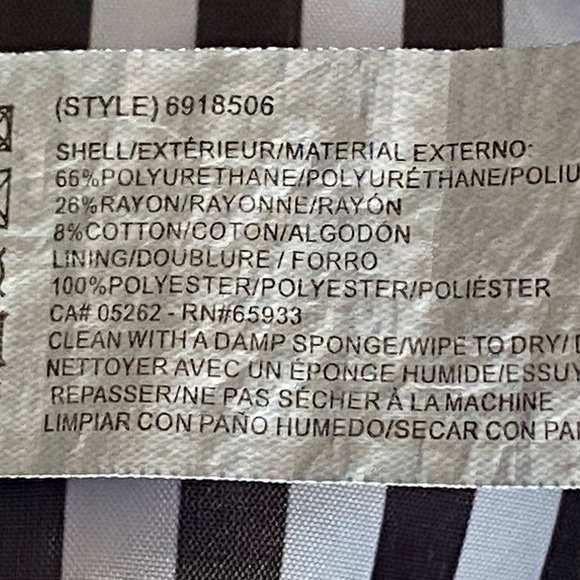 (STYLE) 6918506
SHELL/EXTÉRIEUR/MATERIAL EXTERNO
66%POLYURETHANE/POLYURÉTHANE/POLIU
26%RAYON/RAYONNE/RAYÓN
8%COTTON/COTON/ALGODÓN
LINING/DOUBLURE / FORRO
100%POLYESTER/POLYESTER/POLIÉSTER
CA# 05262 - RN#65933
CLEAN WITH A DAMP SPONGE/WIPE TO DRY/
NETTOYER AVEC UN ÉPONGE HUMIDE/ESSUY
REPASSER/NE PAS SÉCHER À LA MACHINE
LIMPIAR CON PAÑO HUMEDO/SECAR CON PA